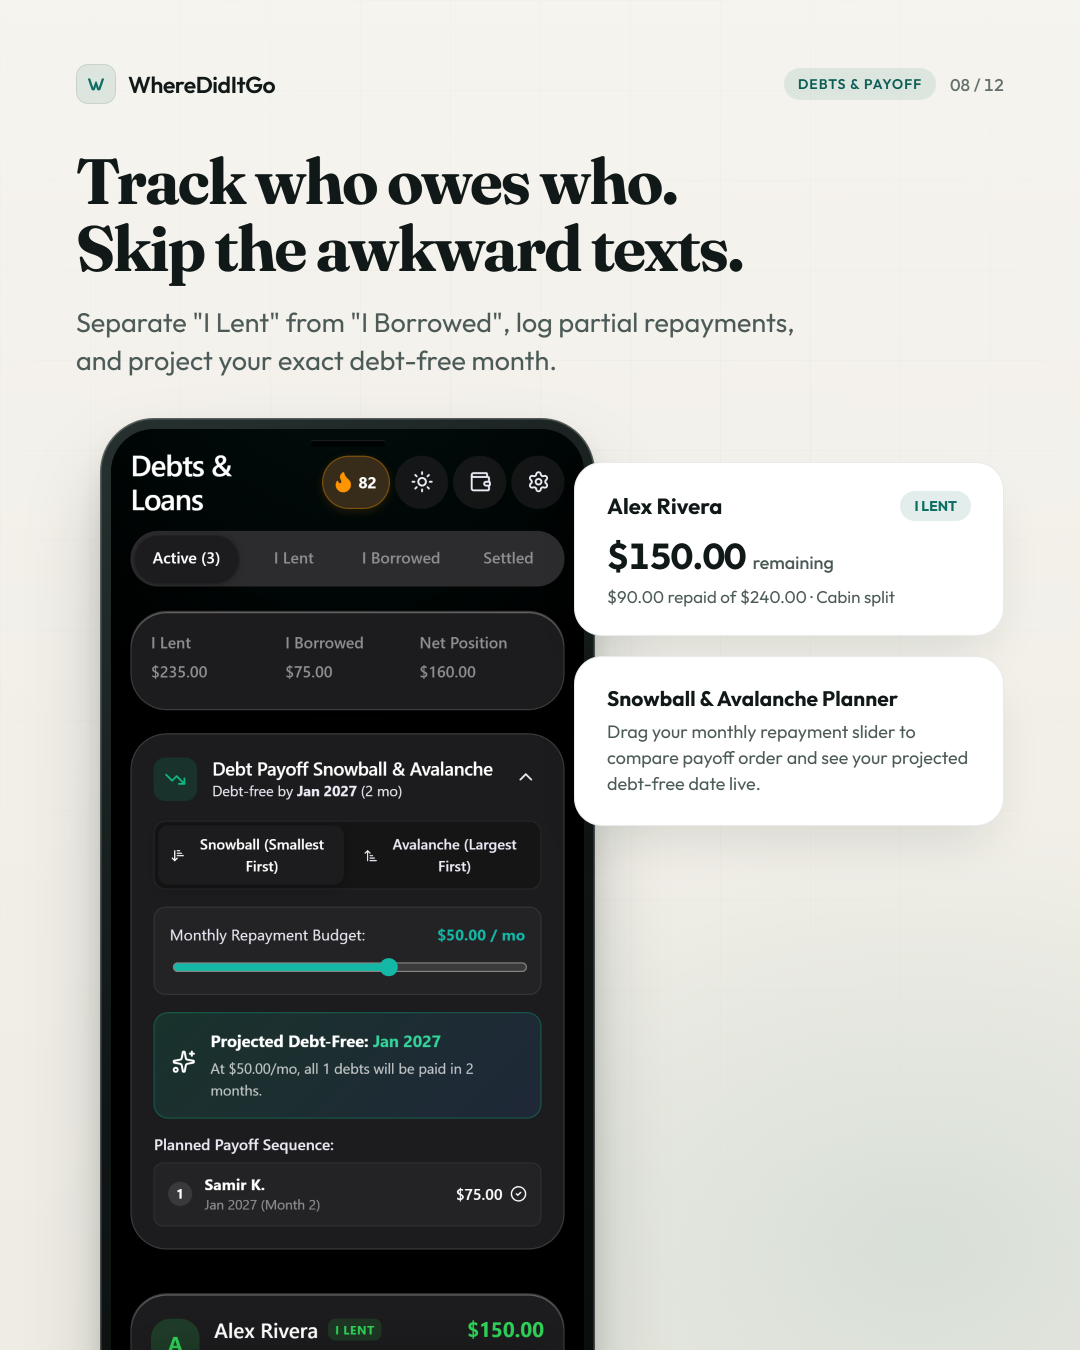 W
WhereDidItGo
DEBTS & PAYOFF
08 / 12
Track who owes who.
Skip the awkward texts.
Separate "I Lent" from "I Borrowed", log partial repayments,
and project your exact debt-free month.
Debts &
Loans
82
Active (3)
I Lent
I Borrowed
Settled
I Lent
I Borrowed
Net Position
$235.00
$75.00
$160.00
Debt Payoff Snowball & Avalanche
Debt-free by Jan 2027 (2 mo)
Snowball (Smallest
First)
Avalanche (Largest
First)
Monthly Repayment Budget:
$50.00 / mo
Projected Debt-Free: Jan 2027
At $50.00/mo, all 1 debts will be paid in 2
months.
Planned Payoff Sequence:
1
Samir K.
Jan 2027 (Month 2)
$75.00
A
Alex Rivera
I LENT
$150.00
Alex Rivera
I LENT
$150.00 remaining
$90.00 repaid of $240.00 · Cabin split
Snowball & Avalanche Planner
Drag your monthly repayment slider to
compare payoff order and see your projected
debt-free date live.